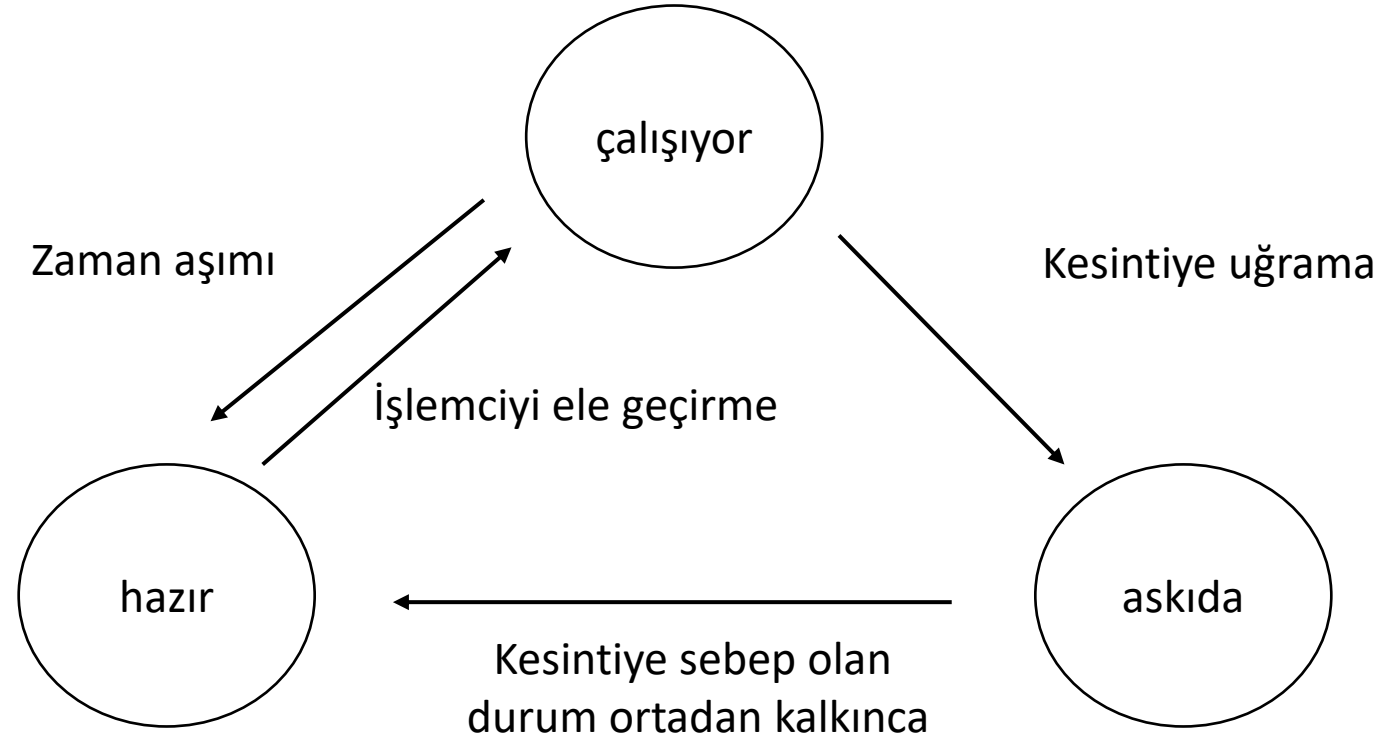 çalışıyor
Zaman aşımı
Kesintiye uğrama
İşlemciyi ele geçirme
hazır
askıda
Kesintiye sebep olan
durum ortadan kalkınca